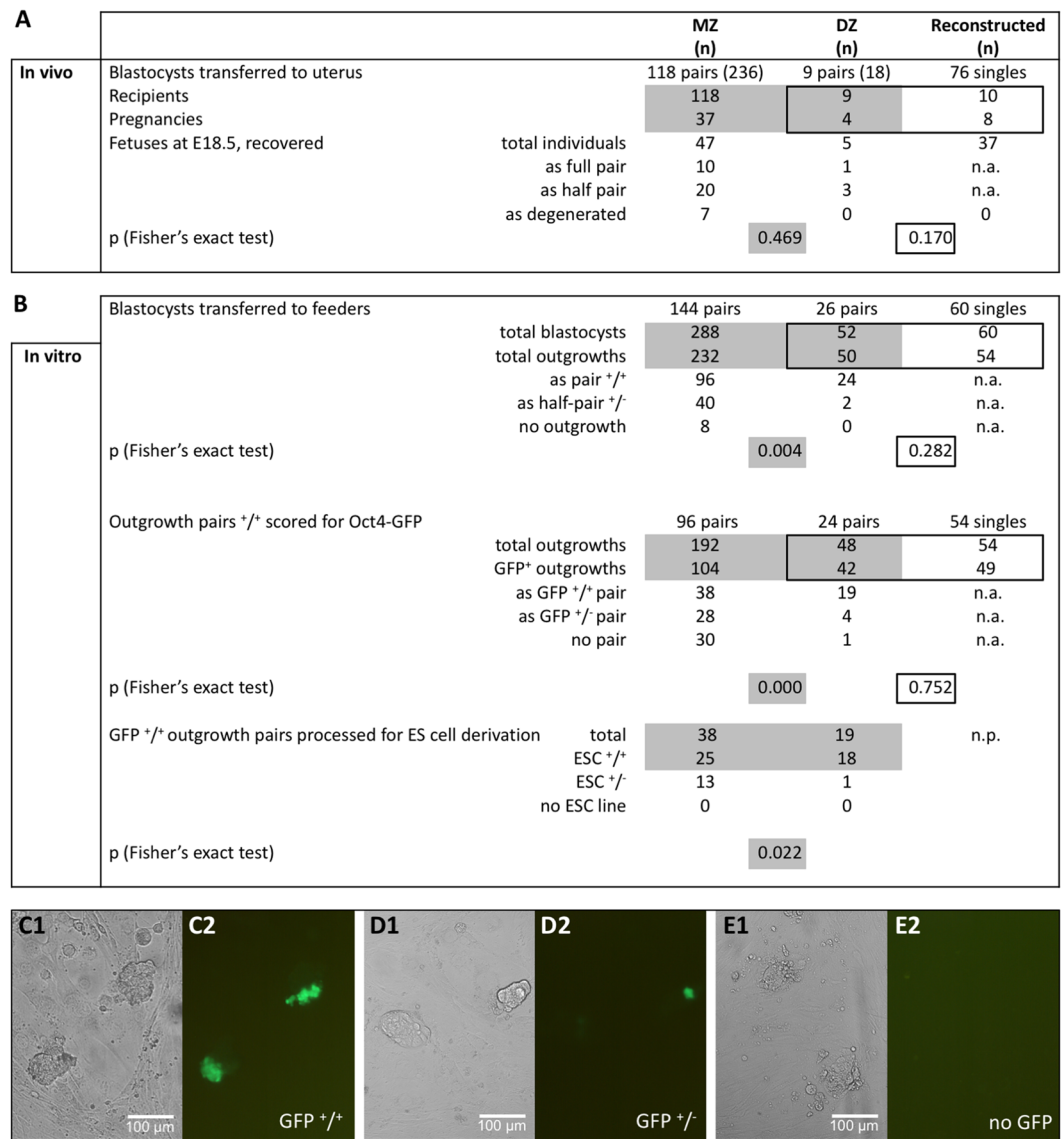 A
MZ DZ Reconstructed
(n) (n) (n)
In vivo Blastocysts transferred to uterus 118 pairs (236) 9 pairs (18) 76 singles
Recipients 118 9 10
Pregnancies 37 4 8
Fetuses at E18.5, recovered total individuals 47 5 37
as full pair 10 1 n.a.
as half pair 20 3 n.a.
as degenerated 7 0 0
p (Fisher's exact test) 0.469 0.170
B
Blastocysts transferred to feeders 144 pairs 26 pairs 60 singles
total blastocysts 288 52 60
In vitro total outgrowths 232 50 54
as pair +/+ 96 24 n.a.
as half-pair +/- 40 2 n.a.
no outgrowth 8 0 n.a.
p (Fisher's exact test) 0.004 0.282
Outgrowth pairs +/+ scored for Oct4-GFP 96 pairs 24 pairs 54 singles
total outgrowths 192 48 54
GFP+ outgrowths 104 42 49
as GFP +/+ pair 38 19 n.a.
as GFP +/- pair 28 4 n.a.
no pair 30 1 n.a.
p (Fisher's exact test) 0.000 0.752
GFP +/+ outgrowth pairs processed for ES cell derivation total 38 19 n.p.
ESC +/+ 25 18
ESC +/- 13 1
no ESC line 0 0
p (Fisher's exact test) 0.022
C1 C2 D1 D2 E1 E2
100 μm GFP +/+ 100 μm GFP +/- 100 μm no GFP